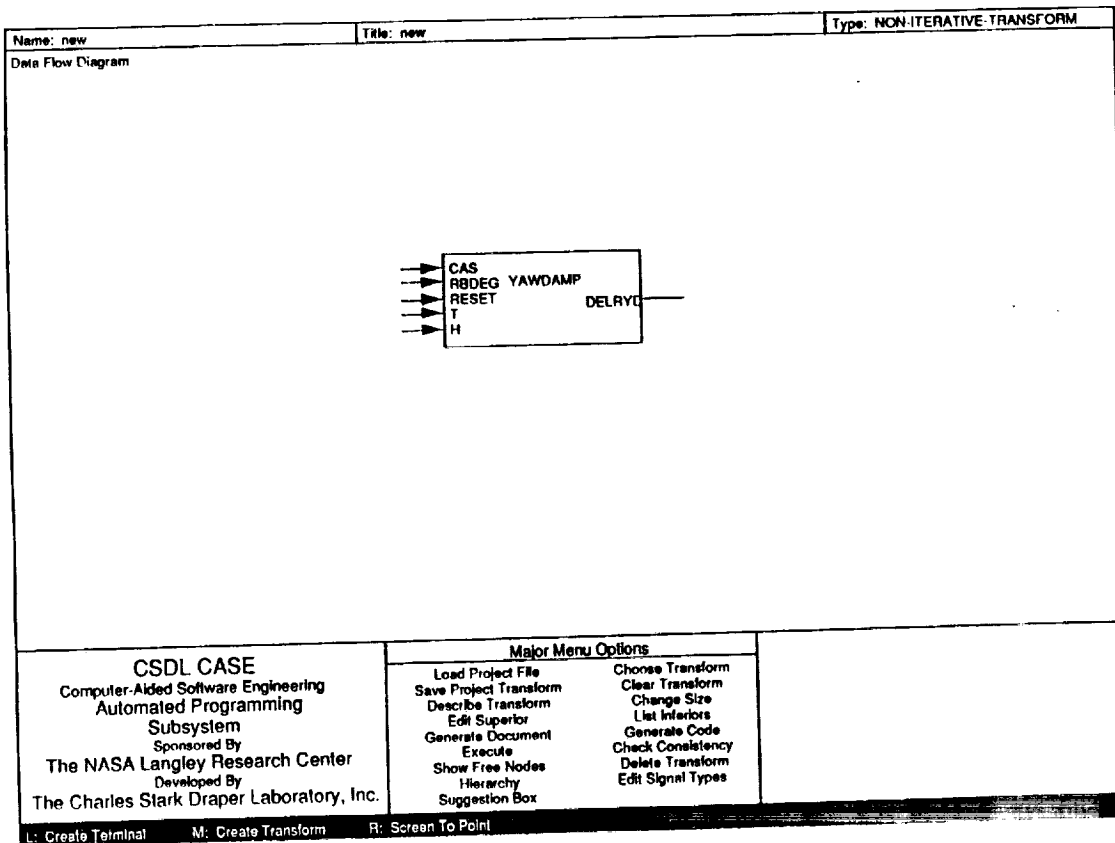 Name: new
Title: new
Type: NON-ITERATIVE-TRANSFORM
Data Flow Diagram
CAS
RBDEG YAWDAMP
RESET
DELRYD
T
H
CSDL CASE
Computer-Aided Software Engineering
Automated Programming
Subsystem
Sponsored By
The NASA Langley Research Center
Developed By
The Charles Stark Draper Laboratory, Inc.
Major Menu Options
Load Project File
Save Project Transform
Describe Transform
Edit Superior
Generate Document
Execute
Show Free Nodes
Hierarchy
Suggestion Box
Choose Transform
Clear Transform
Change Size
List Inferiors
Generate Code
Check Consistency
Delete Transform
Edit Signal Types
L: Create Terminal M: Create Transform R: Screen To Point